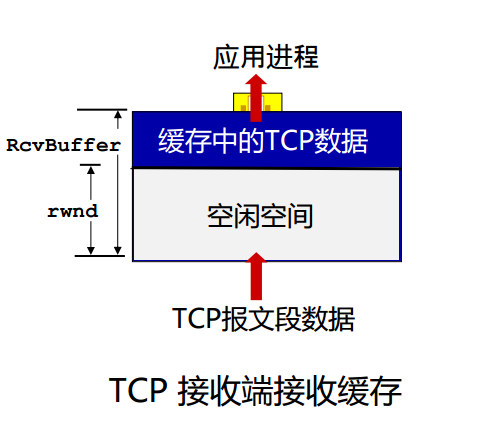 应用进程
缓存中的TCP数据
RcvBuffer
rwnd
空闲空间
TCP报文段数据
TCP 接收端接收缓存